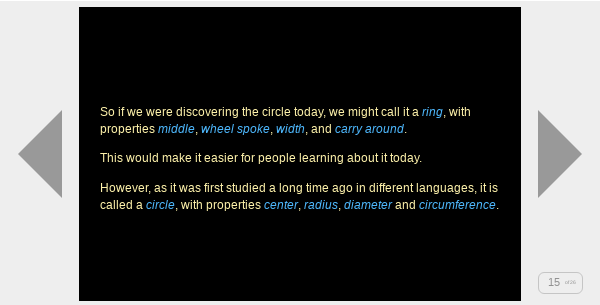 So if we were discovering the circle today, we might call it a ring, with
properties middle, wheel spoke, width, and carry around.
This would make it easier for people learning about it today.
However, as it was first studied a long time ago in different languages, it is
called a circle, with properties center, radius, diameter and circumference.
15